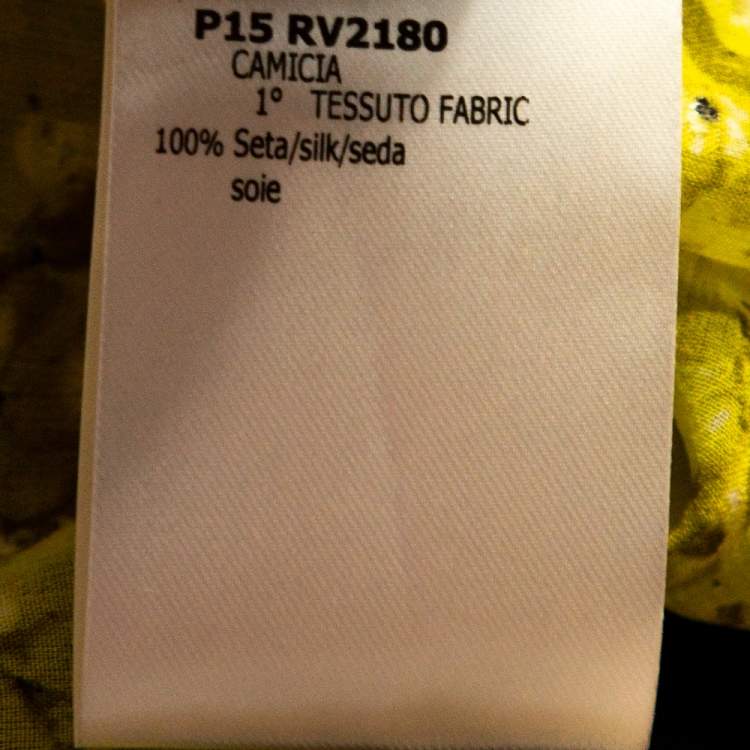 P15 RV2180
CAMICIA
1° TESSUTO FABRIC
100% Seta/silk/seda
soie